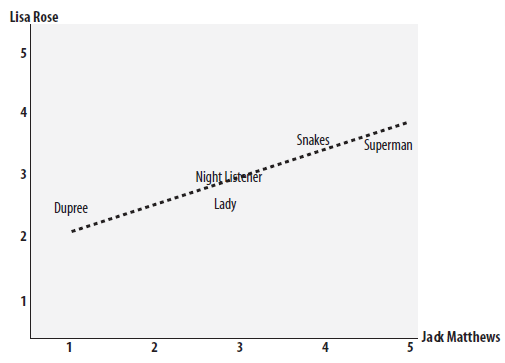 Lisa Rose
5
4
Snakes
Superman
3
Night Listener
Lady
Dupree
2
1
Jack Matthews
1 2 3 4 5